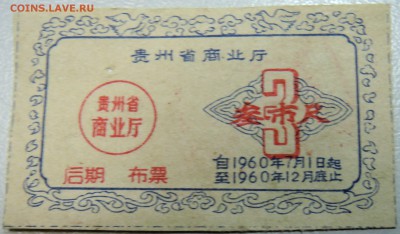 COINS.LAVE.RU
贵州省商业厅
贵州省
商业厅
3
叁市尺
后期 布票
自1960年7月1日起
至1960年12月底止